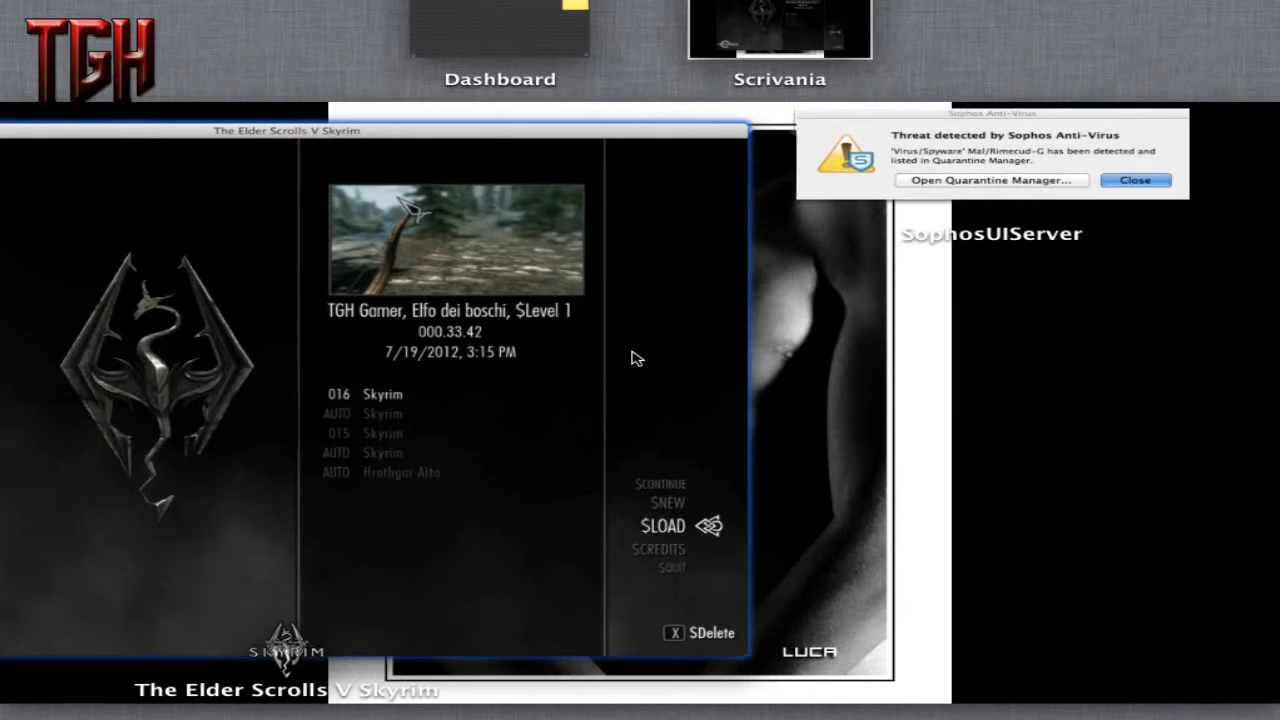 TGH
Dashboard
Scrivania
The Elder Scrolls V Skyrim
Sophos Anti-Virus
Threat detected by Sophos Anti-Virus
'Virus/Spyware' Mal/Rimecud-G has been detected and
listed in Quarantine Manager.
Open Quarantine Manager...
Close
SophosUIServer
TGH Gamer, Elfo dei boschi, $Level 1
000.33.42
7/19/2012, 3:15 PM
016 Skyrim
AUTO Skyrim
015 Skyrim
AUTO Skyrim
AUTO Hrothgar Alto
$CONTINUE
$NEW
$LOAD
$CREDITS
$QUIT
X $Delete
SKYRIM
LUCA
The Elder Scrolls V Skyrim